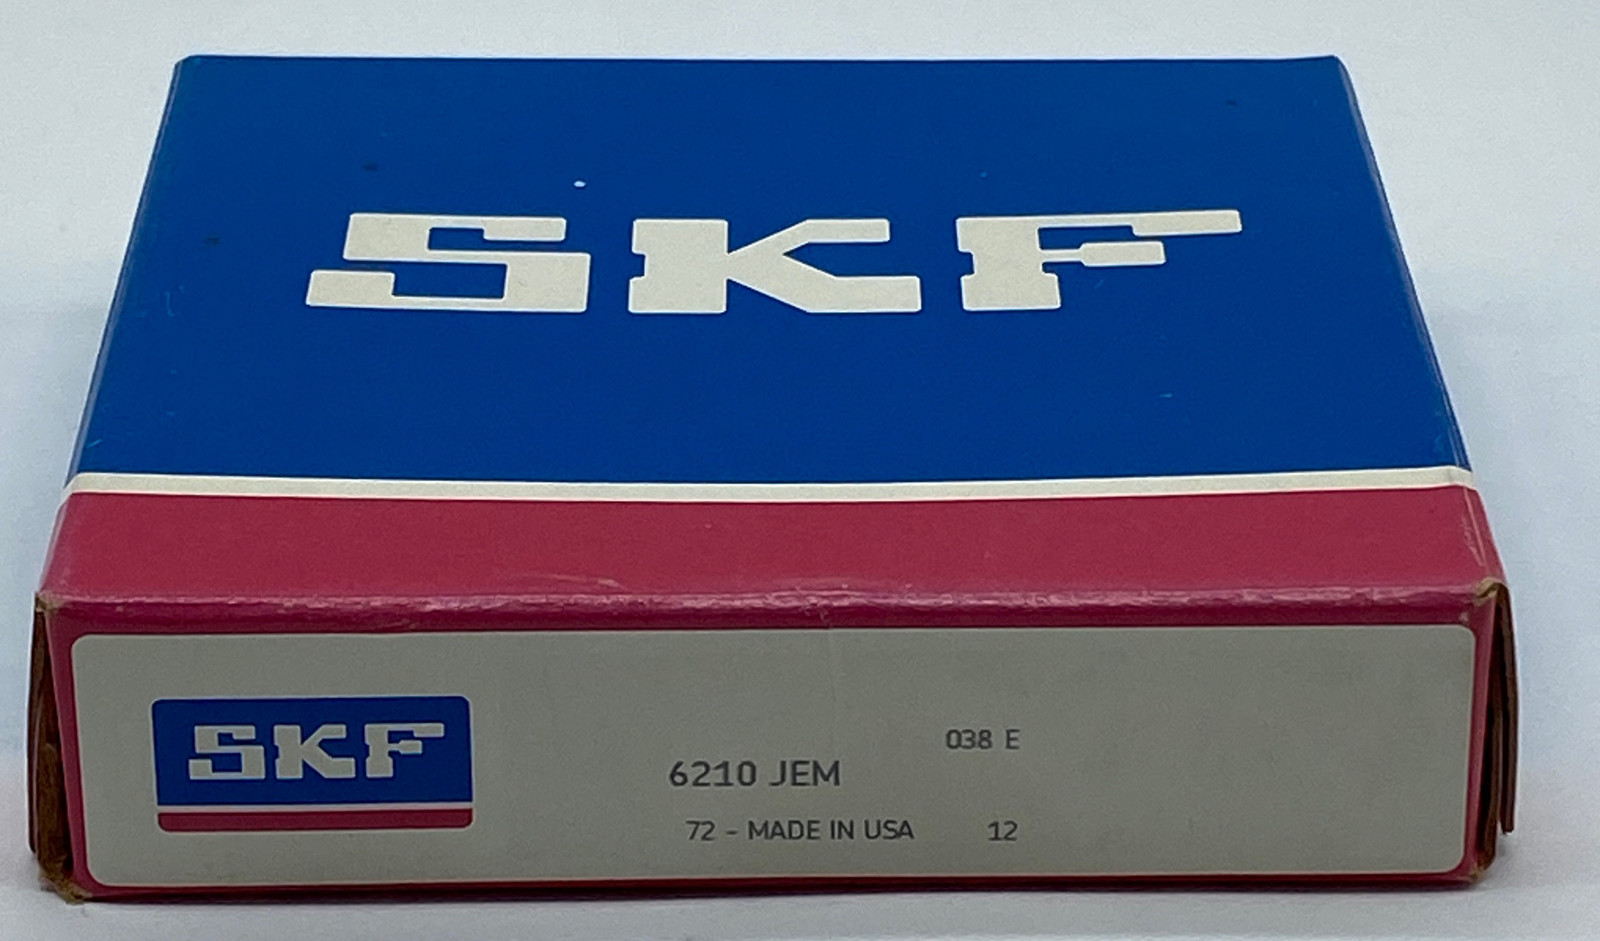 SKF
SKF
038 E
6210 JEM
72 - MADE IN USA 12